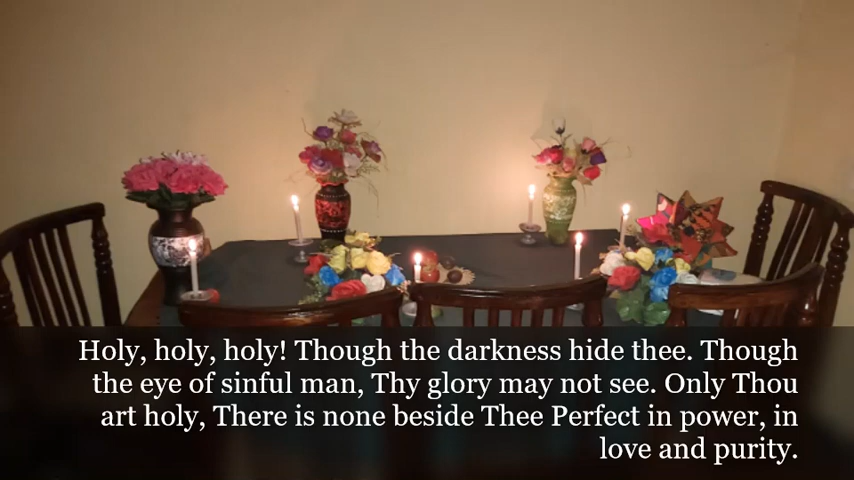 Holy, holy, holy! Though the darkness hide thee. Though
the eye of sinful man, Thy glory may not see. Only Thou
art holy, There is none beside Thee Perfect in power, in
love and purity.